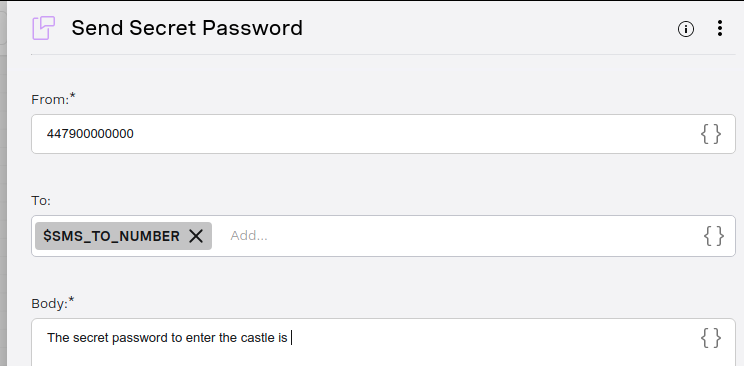 Send Secret Password
From:*
447900000000
{ }
To:
$SMS_TO_NUMBER
Add...
{ }
Body:*
The secret password to enter the castle is
{ }